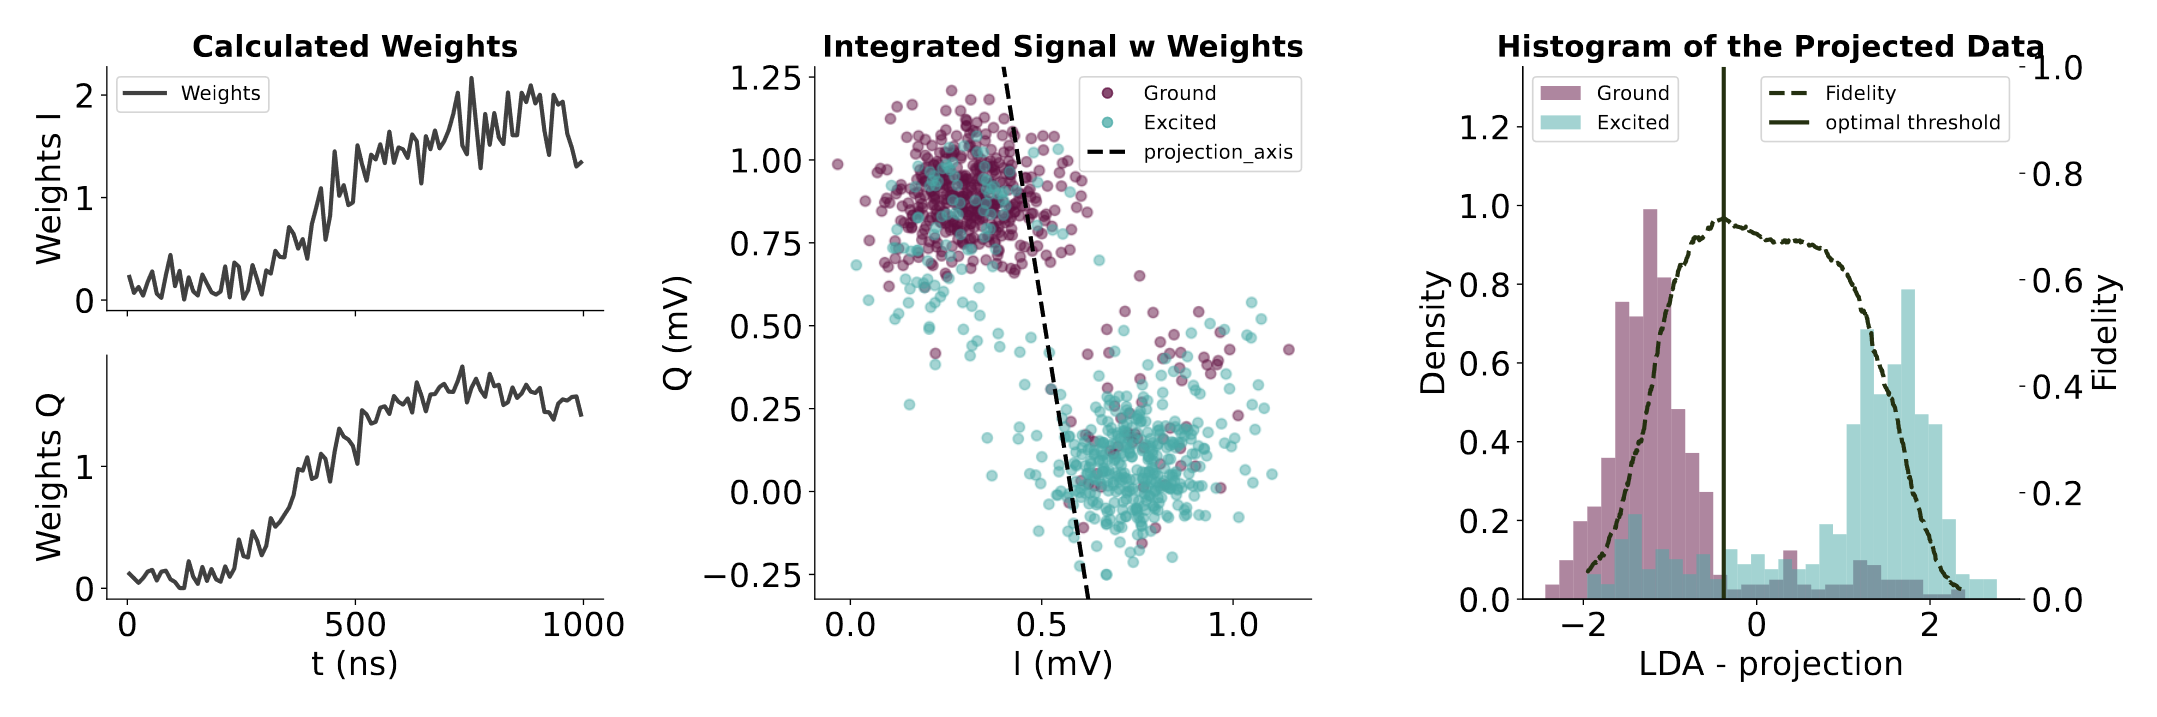 Calculated Weights
Weights
Weights I
2
1
0
Weights Q
1
0
0
500
1000
t (ns)
Integrated Signal w Weights
Ground
Excited
projection_axis
Q (mV)
1.25
1.00
0.75
0.50
0.25
0.00
−0.25
0.0
0.5
1.0
I (mV)
Histogram of the Projected Data
Ground
Excited
Fidelity
optimal threshold
Density
1.2
1.0
0.8
0.6
0.4
0.2
0.0
−2
0
2
LDA - projection
1.0
0.8
0.6
0.4
0.2
0.0
Fidelity